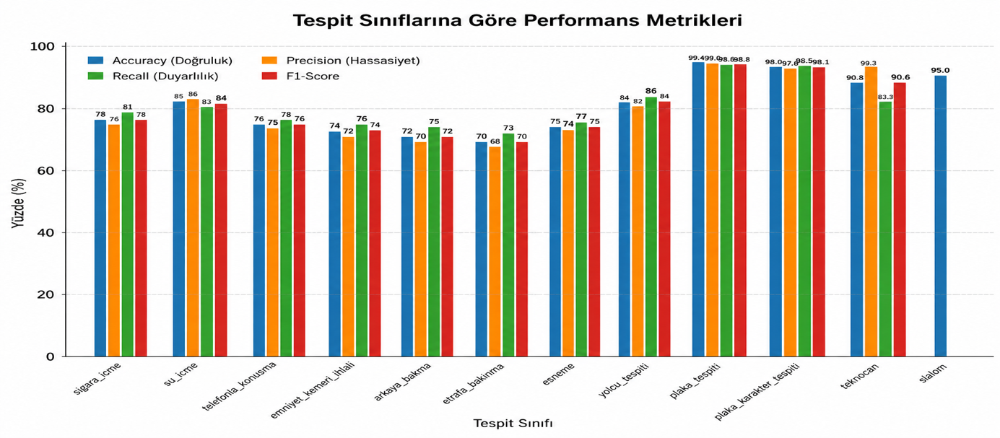 Tespit Sınıflarına Göre Performans Metrikleri
Accuracy (Doğruluk) Precision (Hassasiyet)
Recall (Duyarlılık) F1-Score
Yüzde (%)
100
80
60
40
20
0
78 76 81 78
85 86 83 84
76 75 78 76
74 72 76 74
72 70 75 72
70 68 73 70
75 74 77 75
84 82 86 84
99.4 99.0 98.6 98.8
98.0 97.6 98.5 98.1
90.8 99.3 83.3 90.6
95.0
sigara_icme
su_icme
telefonla_konusma
emniyet_kemeri_ihlali
arkaya_bakma
etrafa_bakinma
esneme
yolcu_tespiti
plaka_tespiti
plaka_karakter_tespiti
teknocan
slalom
Tespit Sınıfı